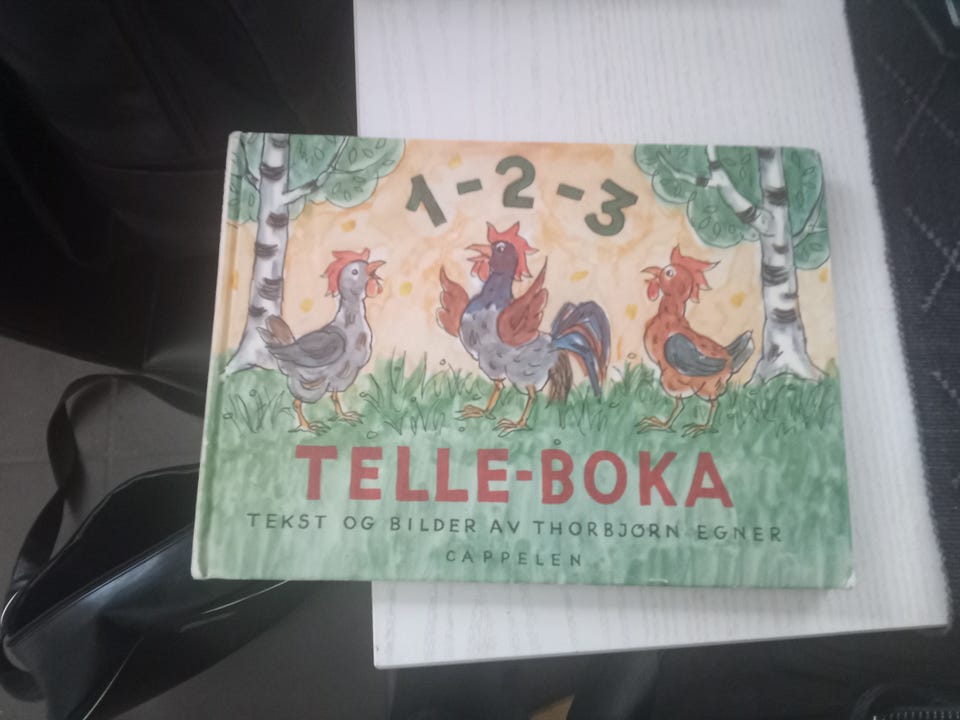 1-2-3
TELLE-BOKA
TEKST OG BILDER AV THORBJØRN EGNER
CAPPELEN